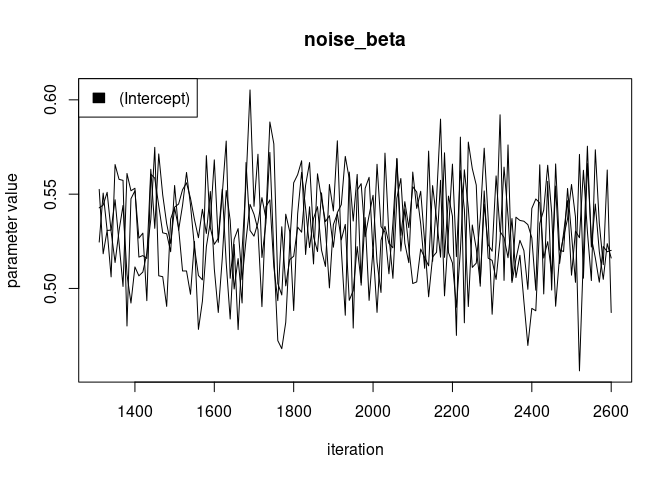 noise_beta
(Intercept)
0.60
0.55
0.50
parameter value
1400 1600 1800 2000 2200 2400 2600
iteration